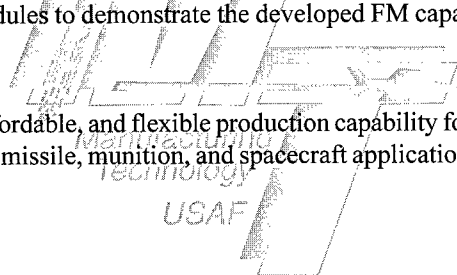 dules to demonstrate the developed FM capa
fordable, and flexible production capability fo
Manufacturing
missile, munition, and spacecraft applicatio
Technology
USAF